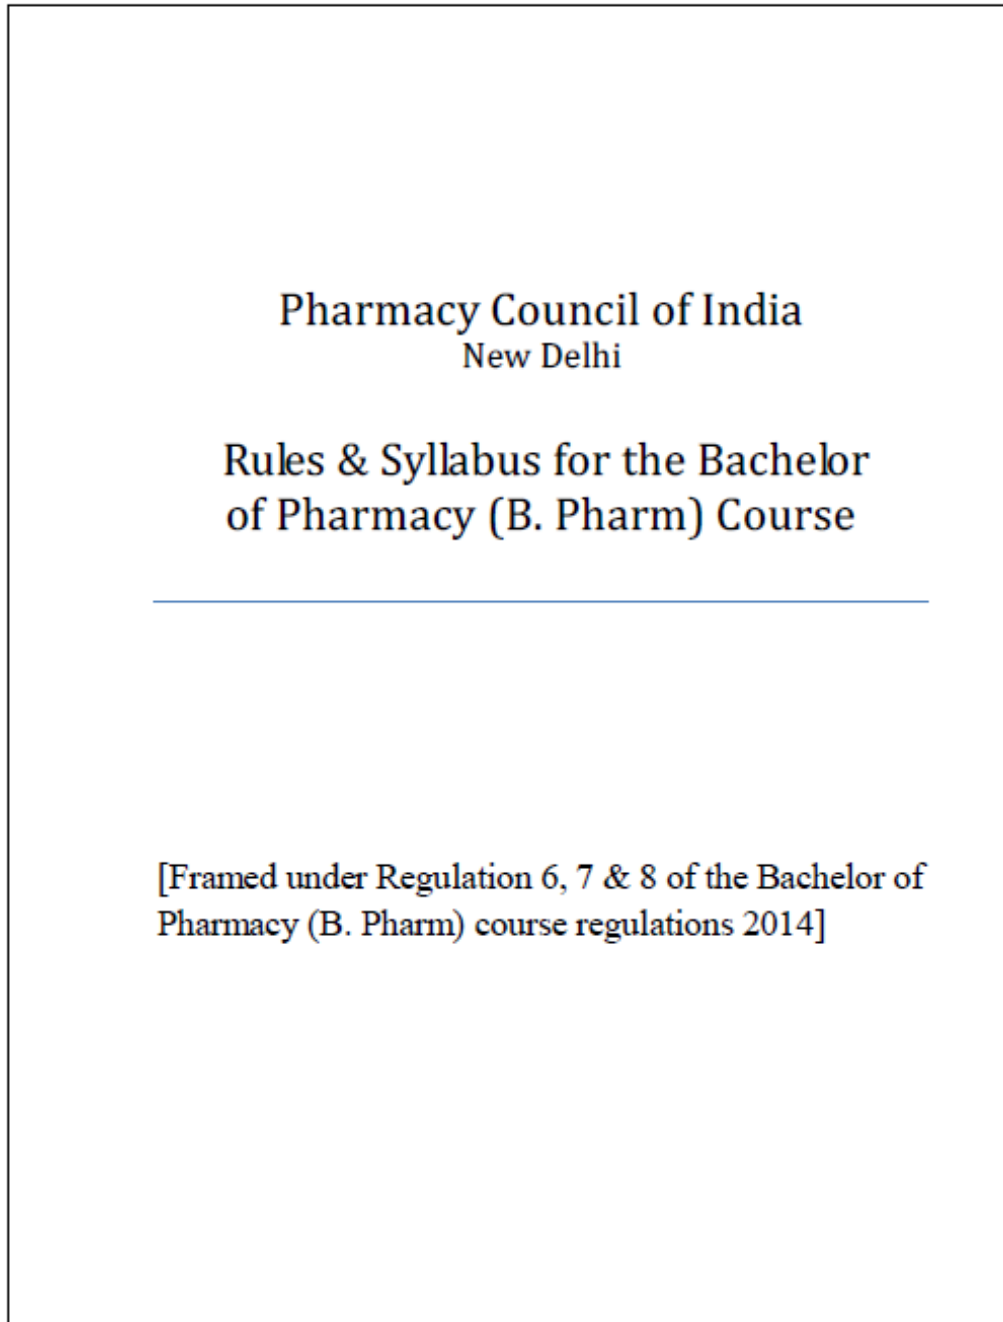 Pharmacy Council of India
New Delhi
Rules & Syllabus for the Bachelor
of Pharmacy (B. Pharm) Course
[Framed under Regulation 6, 7 & 8 of the Bachelor of
Pharmacy (B. Pharm) course regulations 2014]